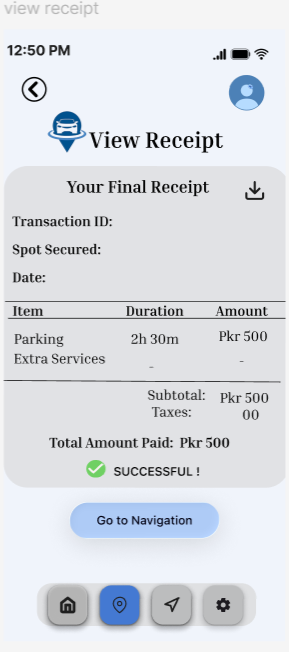 view receipt
12:50 PM
View Receipt
Your Final Receipt
Transaction ID:
Spot Secured:
Date:
Item Duration Amount
Parking 2h 30m Pkr 500
Extra Services - -
Subtotal: Pkr 500
Taxes: 00
Total Amount Paid: Pkr 500
SUCCESSFUL !
Go to Navigation